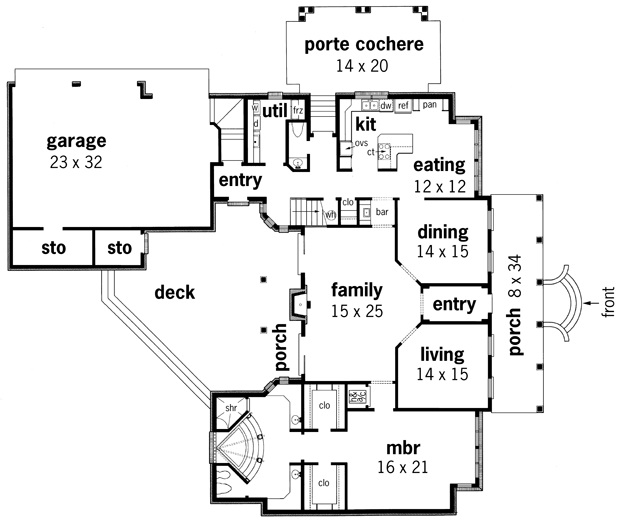 porte cochere
14 x 20
garage
23 x 32
util
w
d
frz
kit
dw
ref
pan
ovs
ct
eating
12 x 12
entry
clo
wh
bar
sto
sto
dining
14 x 15
deck
family
15 x 25
entry
porch 8 x 34
front
porch
living
14 x 15
shr
clo
mbr
16 x 21
clo